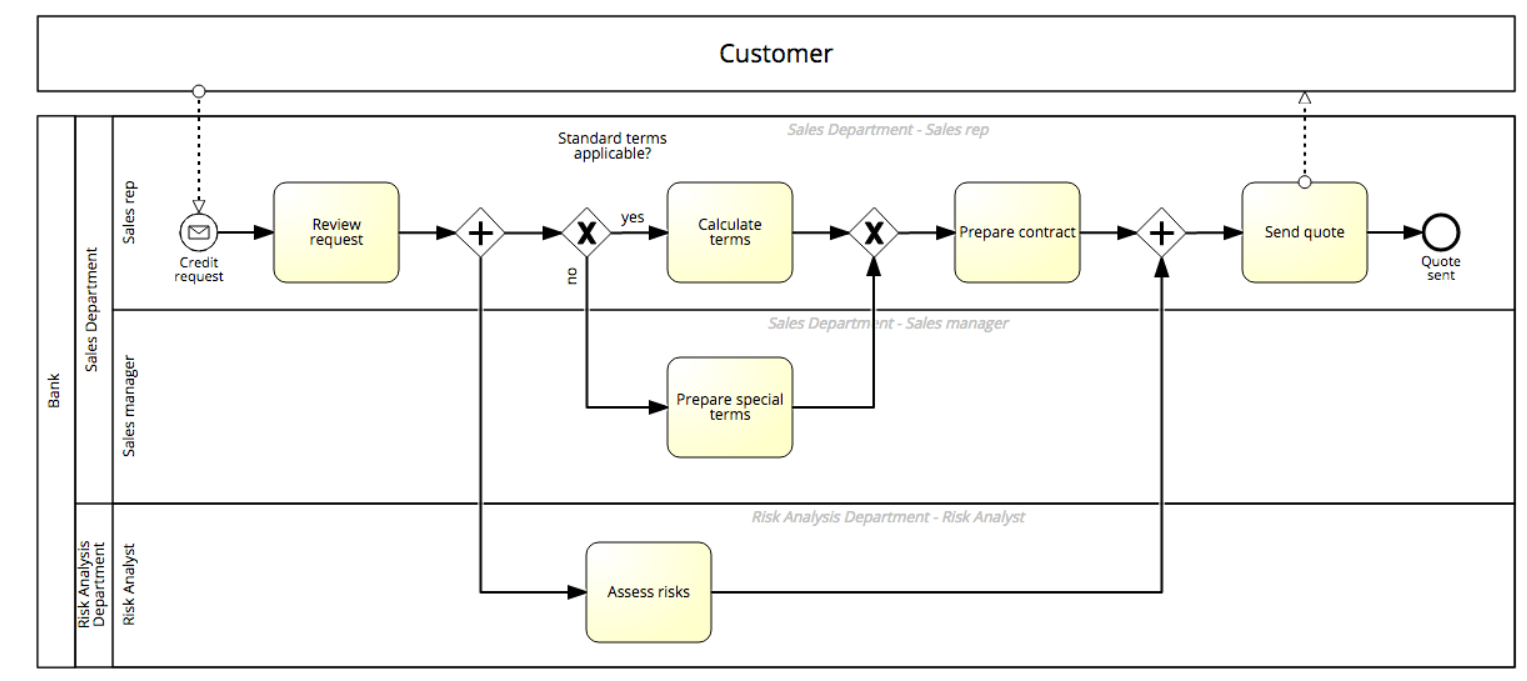 Customer
Bank
Sales Department
Sales rep
Sales Department - Sales rep
Credit
request
Review
request
Standard terms
applicable?
yes
no
Calculate
terms
Prepare contract
Send quote
Quote
sent
Sales manager
Sales Department - Sales manager
Prepare special
terms
Risk Analysis
Department
Risk Analyst
Risk Analysis Department - Risk Analyst
Assess risks